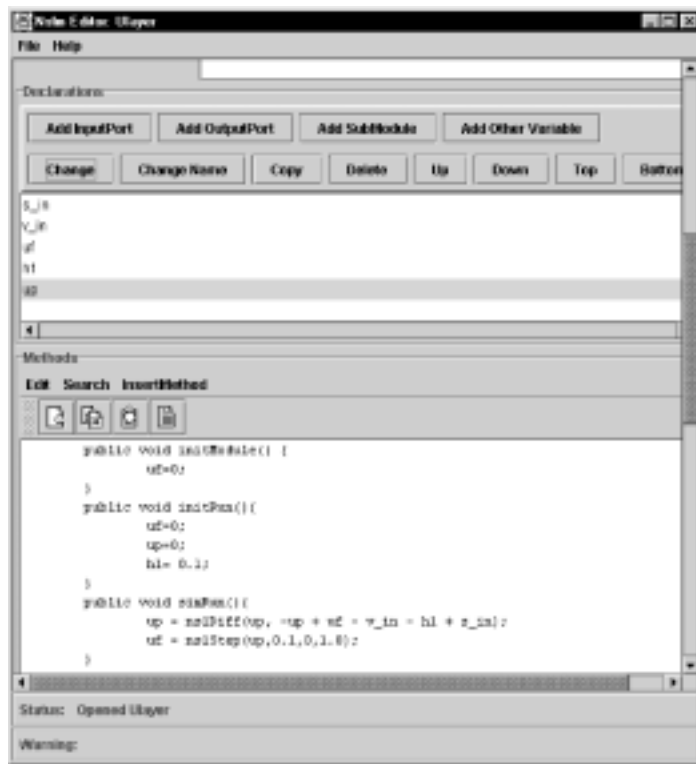 Nslm Editor: Ulayer
File Help
Declarations
Add InputPort Add OutputPort Add SubModule Add Other Variable
Change Change Name Copy Delete Up Down Top Bottom
s_in
v_in
uf
h1
up
Methods
Edit Search InsertMethod
public void initModule() {
uf=0;
}
public void initRun(){
uf=0;
up=0;
h1= 0.1;
}
public void simRun(){
up = nslDiff(up, -up + uf - v_in - h1 + s_in);
uf = nslStep(up,0.1,0,1.0);
}
Status: Opened Ulayer
Warning: